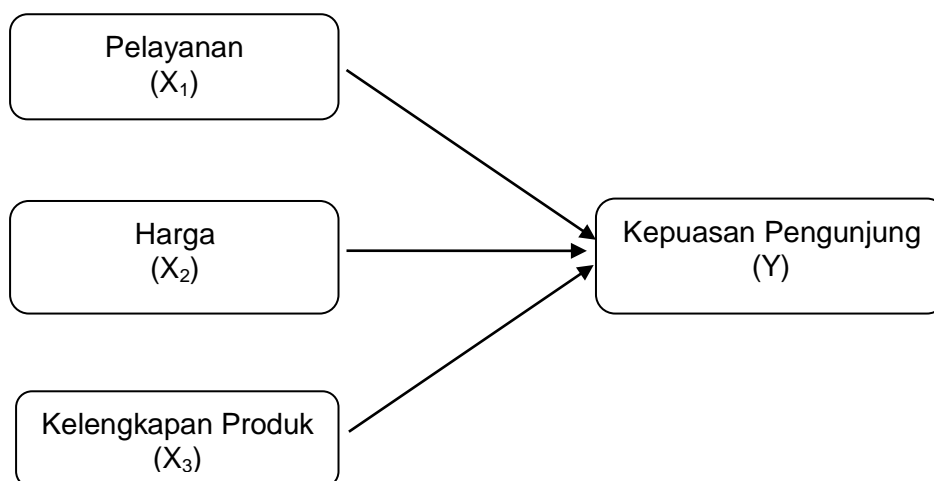 Pelayanan
(X₁)
Harga
(X₂)
Kepuasan Pengunjung
(Y)
Kelengkapan Produk
(X₃)